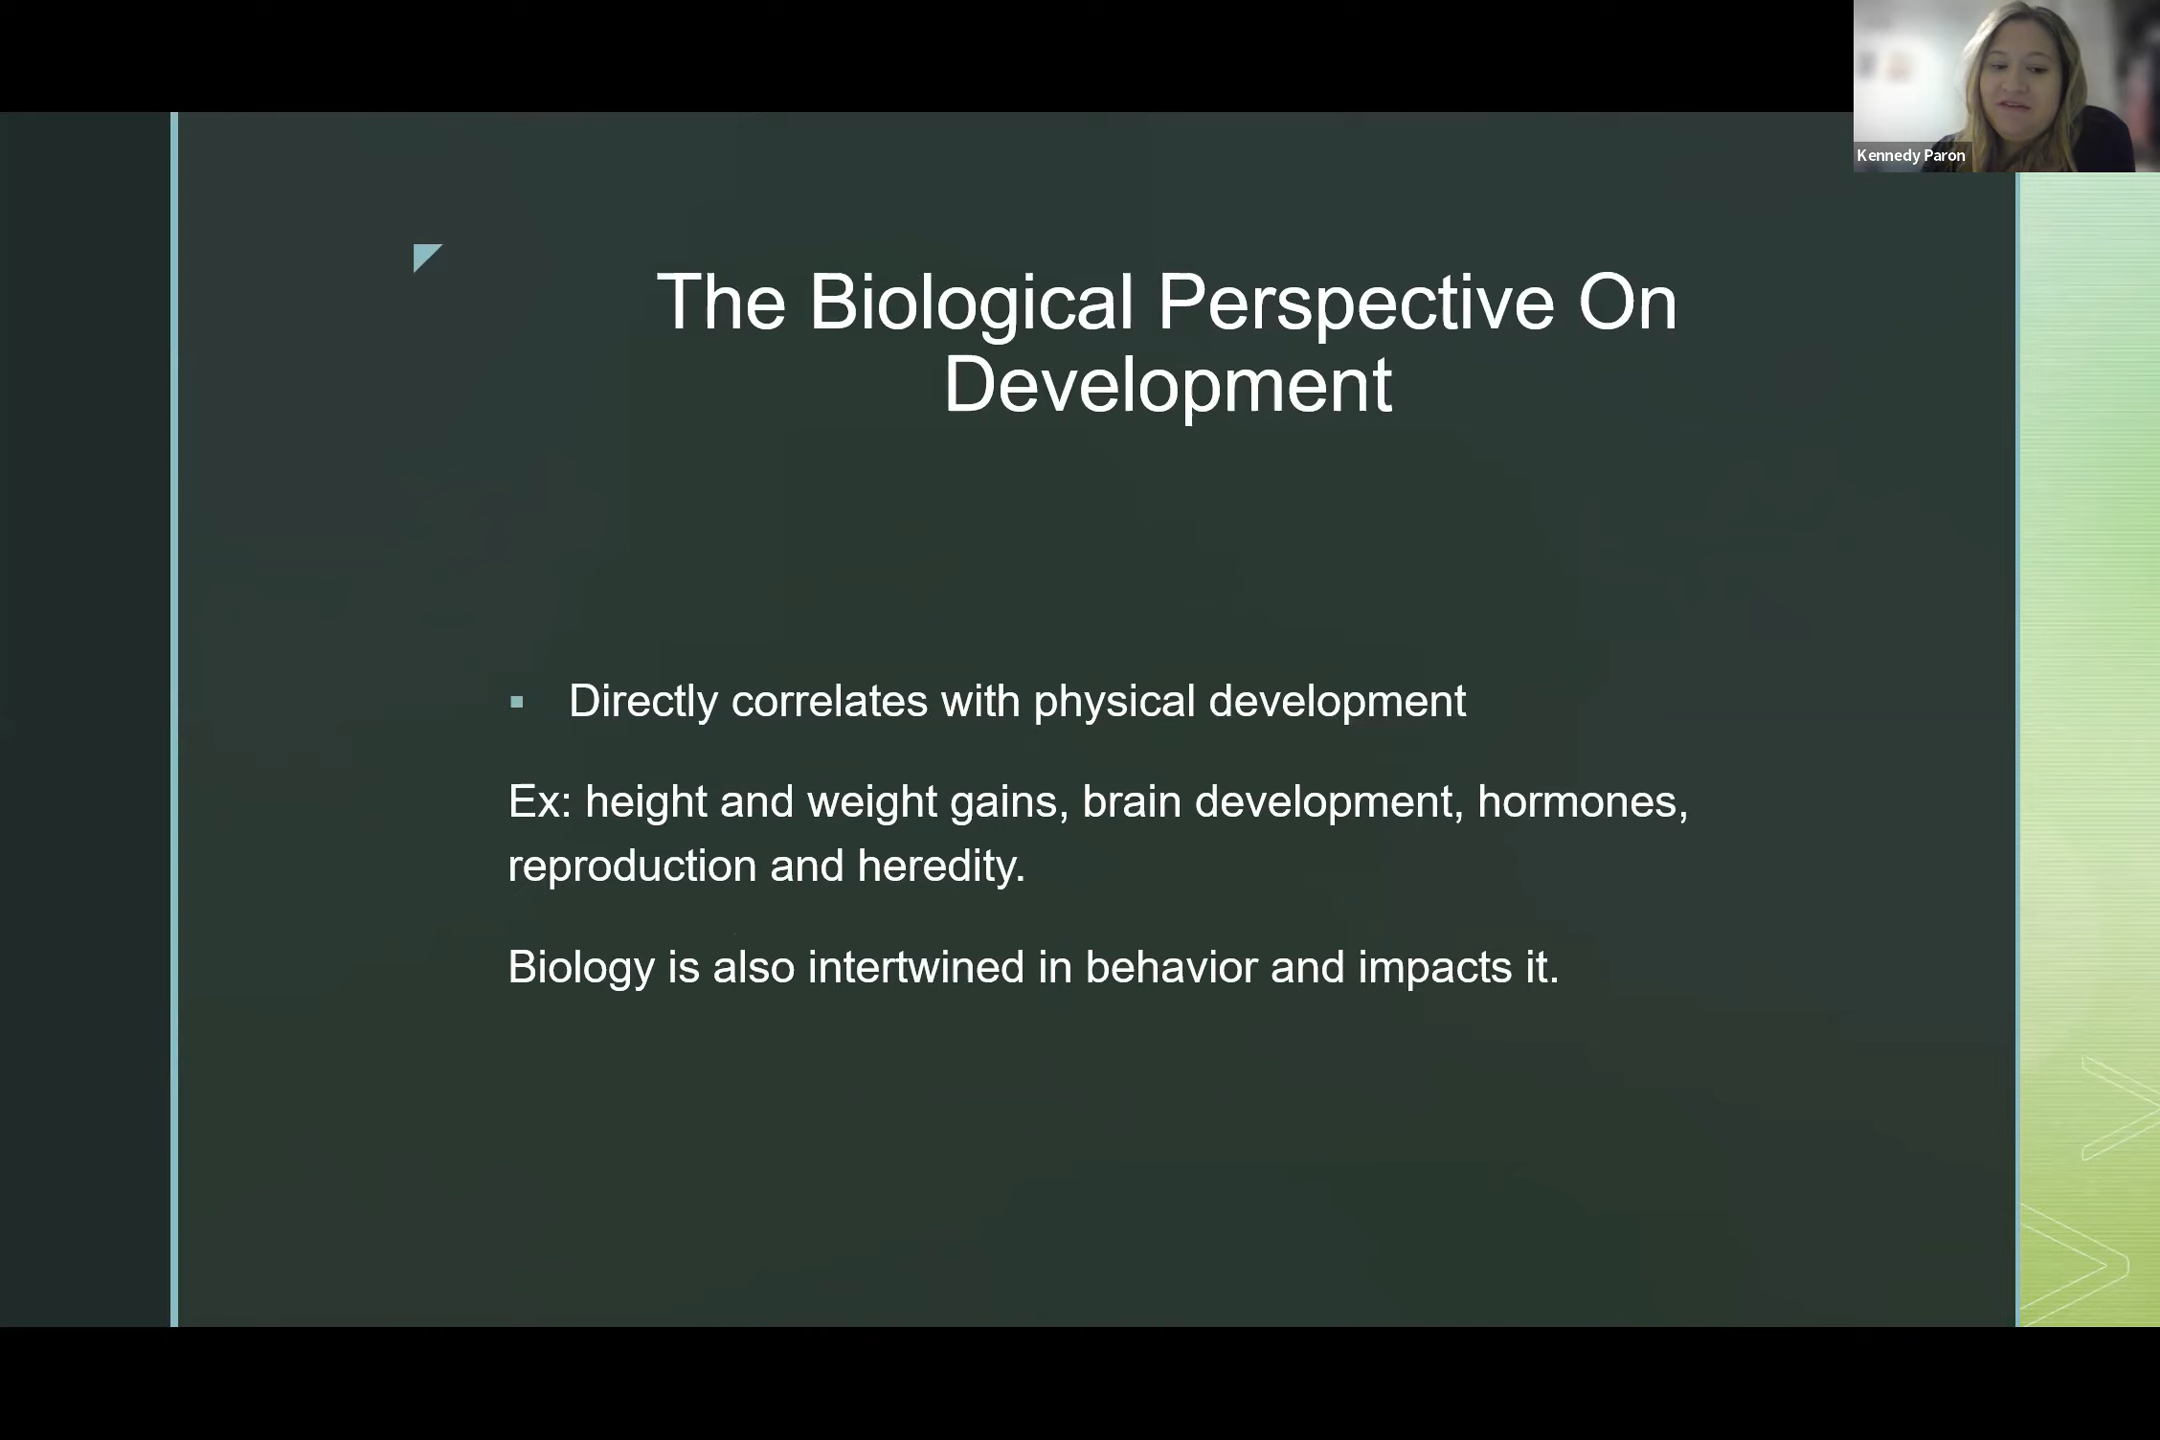 Kennedy Paron
The Biological Perspective On
Development
▪ Directly correlates with physical development
Ex: height and weight gains, brain development, hormones,
reproduction and heredity.
Biology is also intertwined in behavior and impacts it.